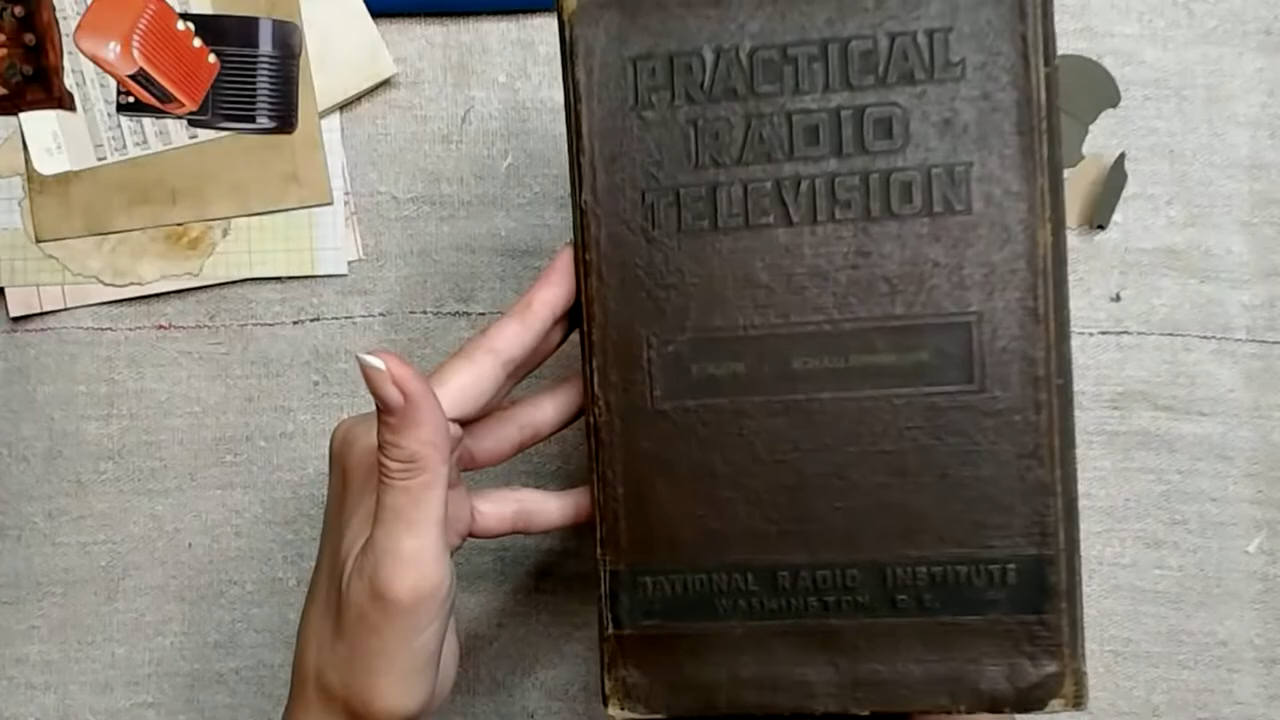 PRACTICAL
RADIO
TELEVISION
NATIONAL RADIO INSTITUTE
WASHINGTON, D.C.